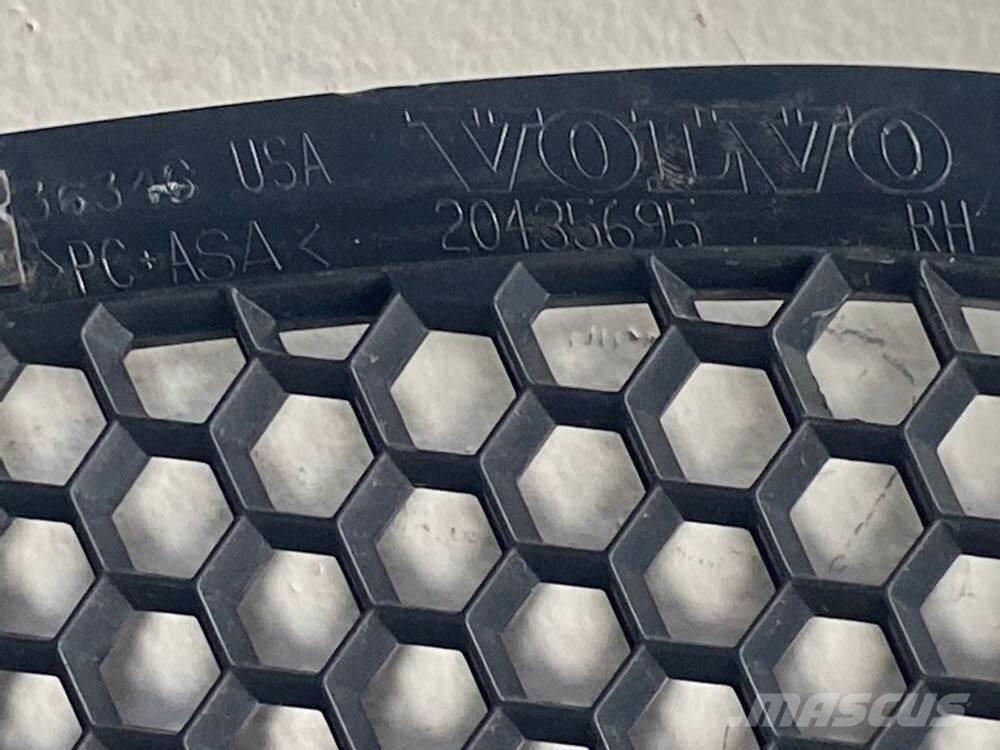 USA VOLVO
>PC+ASA< 20435695 RH
MASCUS